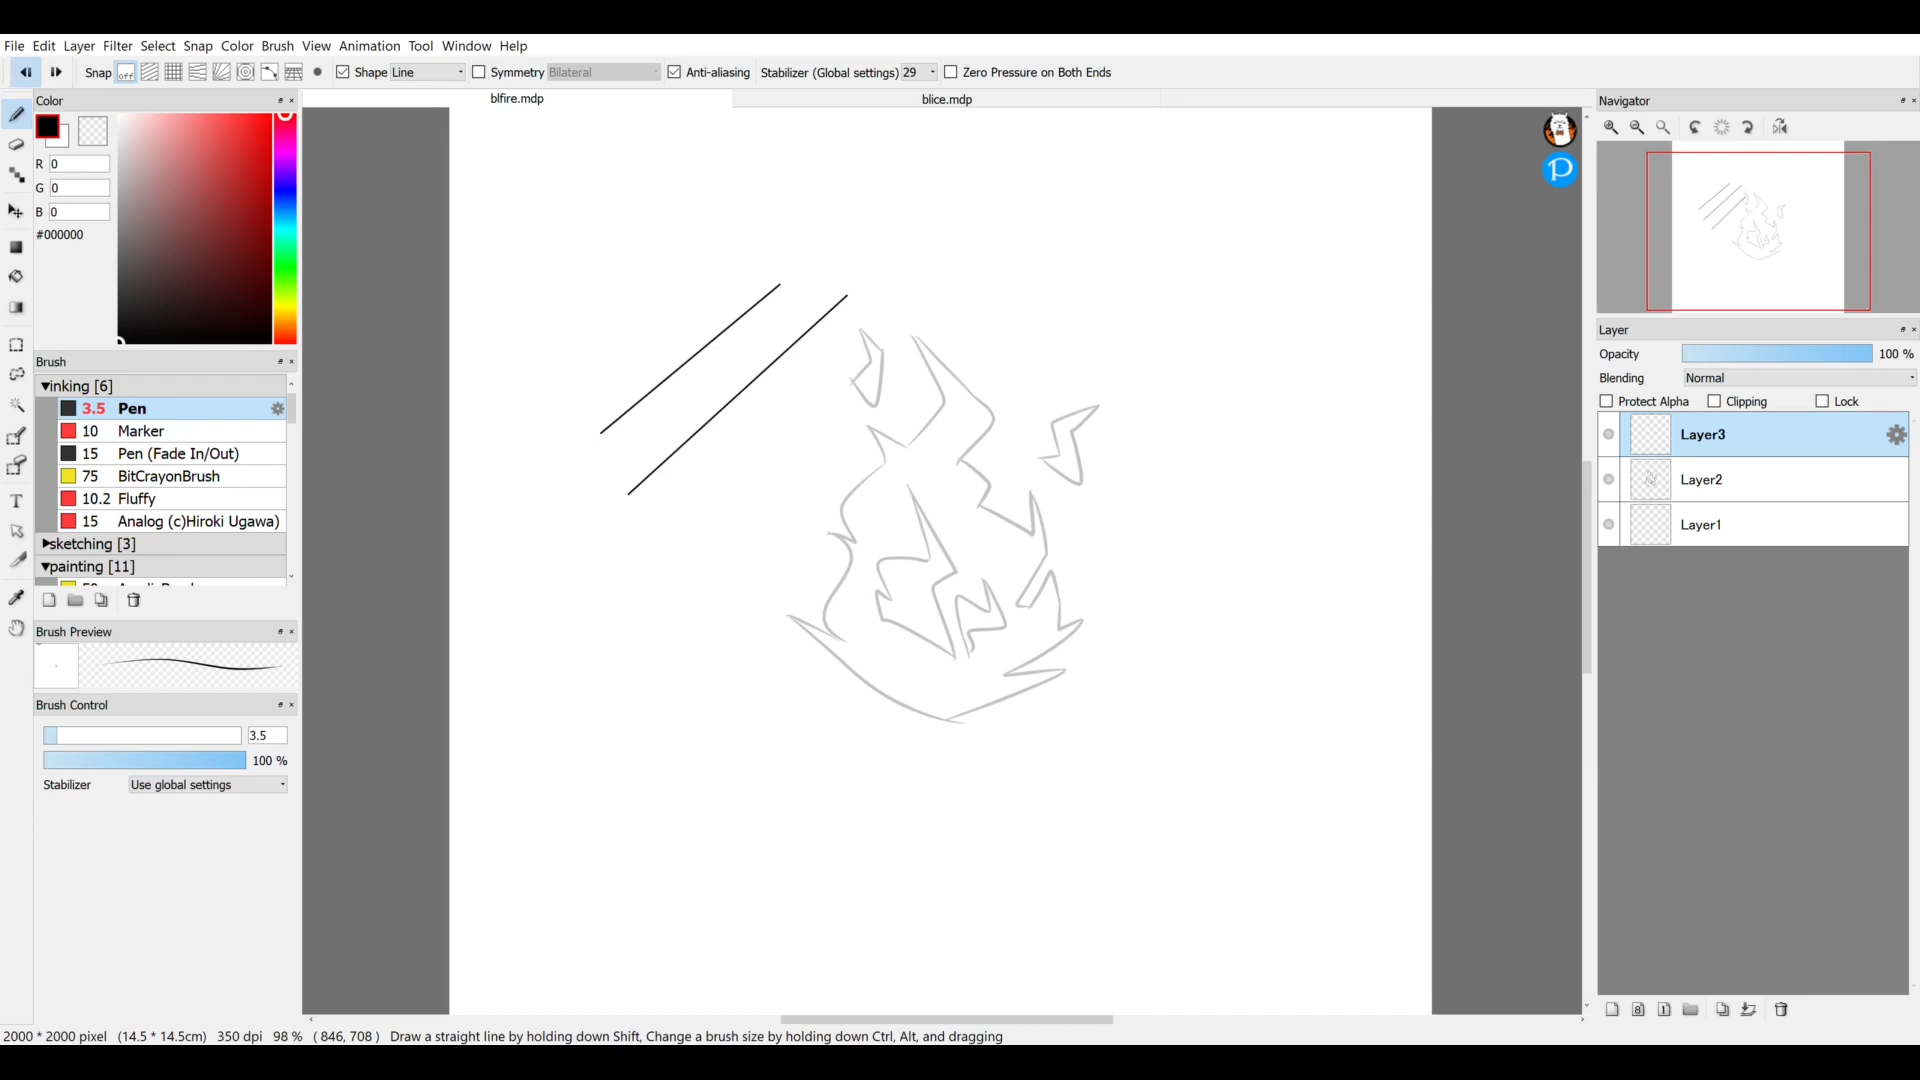 File Edit Layer Filter Select Snap Color Brush View Animation Tool Window Help
Snap off Shape Line Symmetry Bilateral Anti-aliasing Stabilizer (Global settings) 29 Zero Pressure on Both Ends
Color
blfire.mdp
blice.mdp
Navigator
R 0
G 0
B 0
#000000
P
Brush
inking [6]
3.5 Pen
10 Marker
15 Pen (Fade In/Out)
75 BitCrayonBrush
10.2 Fluffy
15 Analog (c)Hiroki Ugawa)
sketching [3]
painting [11]
Brush Preview
Brush Control
3.5
100 %
Stabilizer Use global settings
Layer
Opacity 100 %
Blending Normal
Protect Alpha Clipping Lock
Layer3
Layer2
Layer1
8 1
2000 * 2000 pixel (14.5 * 14.5cm) 350 dpi 98 % ( 846, 708 ) Draw a straight line by holding down Shift, Change a brush size by holding down Ctrl, Alt, and dragging